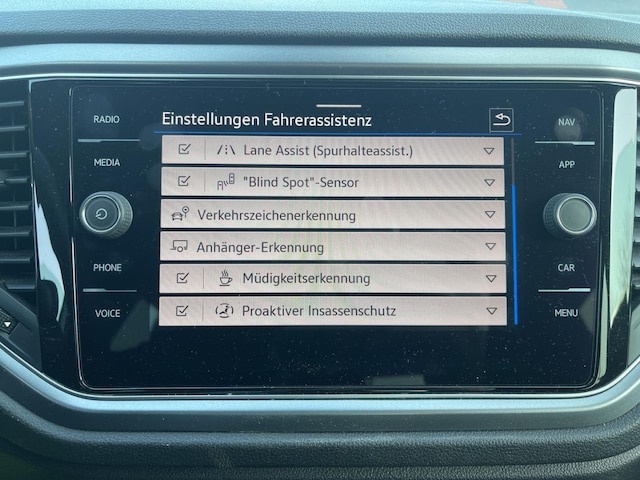 RADIO
MEDIA
PHONE
VOICE
Einstellungen Fahrerassistenz
Lane Assist (Spurhalteassist.)
"Blind Spot"-Sensor
Verkehrszeichenerkennung
Anhänger-Erkennung
Müdigkeitserkennung
Proaktiver Insassenschutz
NAV
APP
CAR
MENU